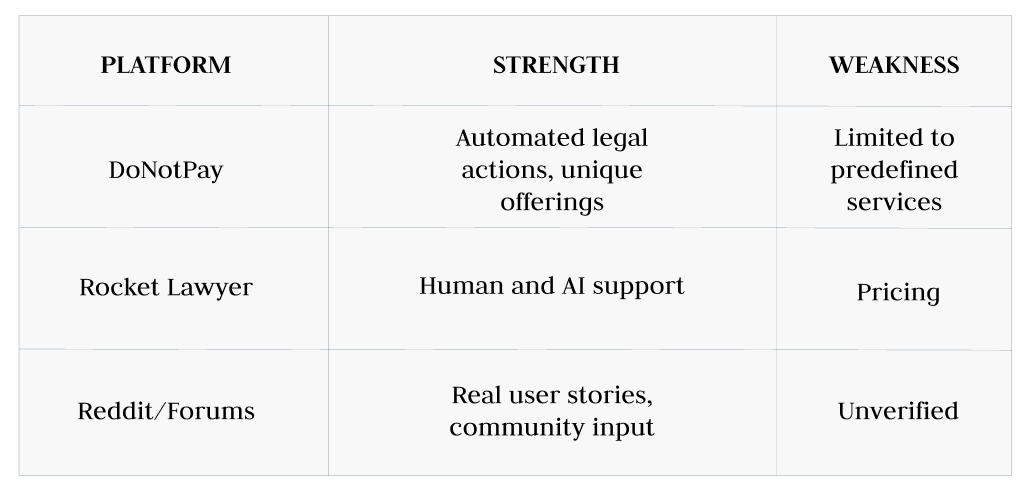 PLATFORM
STRENGTH
WEAKNESS
DoNotPay
Automated legal
actions, unique
offerings
Limited to
predefined
services
Rocket Lawyer
Human and AI support
Pricing
Reddit/Forums
Real user stories,
community input
Unverified